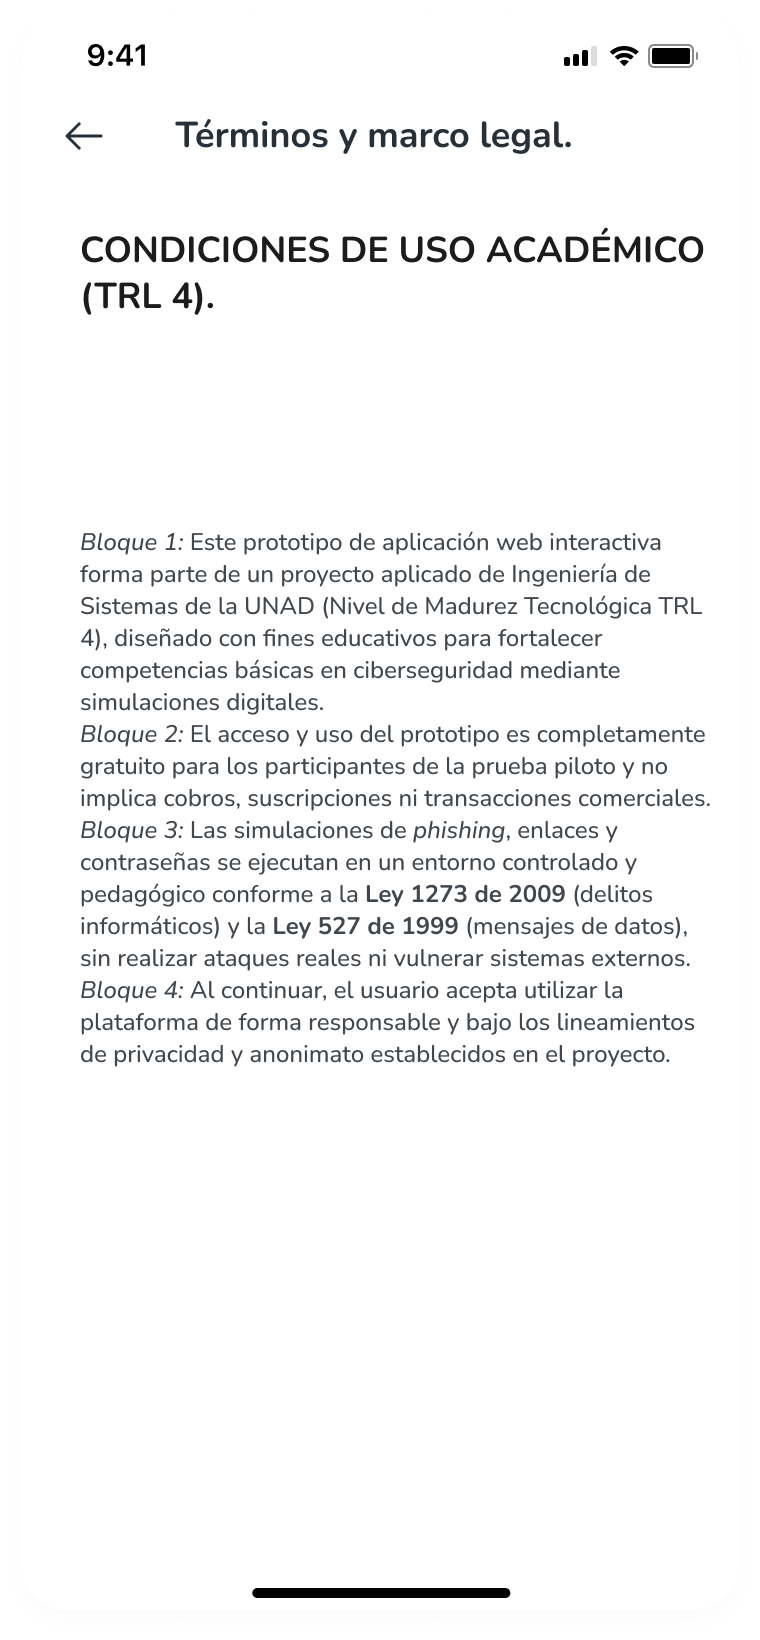 9:41
Términos y marco legal.
CONDICIONES DE USO ACADÉMICO
(TRL 4).
Bloque 1: Este prototipo de aplicación web interactiva
forma parte de un proyecto aplicado de Ingeniería de
Sistemas de la UNAD (Nivel de Madurez Tecnológica TRL
4), diseñado con fines educativos para fortalecer
competencias básicas en ciberseguridad mediante
simulaciones digitales.
Bloque 2: El acceso y uso del prototipo es completamente
gratuito para los participantes de la prueba piloto y no
implica cobros, suscripciones ni transacciones comerciales.
Bloque 3: Las simulaciones de phishing, enlaces y
contraseñas se ejecutan en un entorno controlado y
pedagógico conforme a la Ley 1273 de 2009 (delitos
informáticos) y la Ley 527 de 1999 (mensajes de datos),
sin realizar ataques reales ni vulnerar sistemas externos.
Bloque 4: Al continuar, el usuario acepta utilizar la
plataforma de forma responsable y bajo los lineamientos
de privacidad y anonimato establecidos en el proyecto.